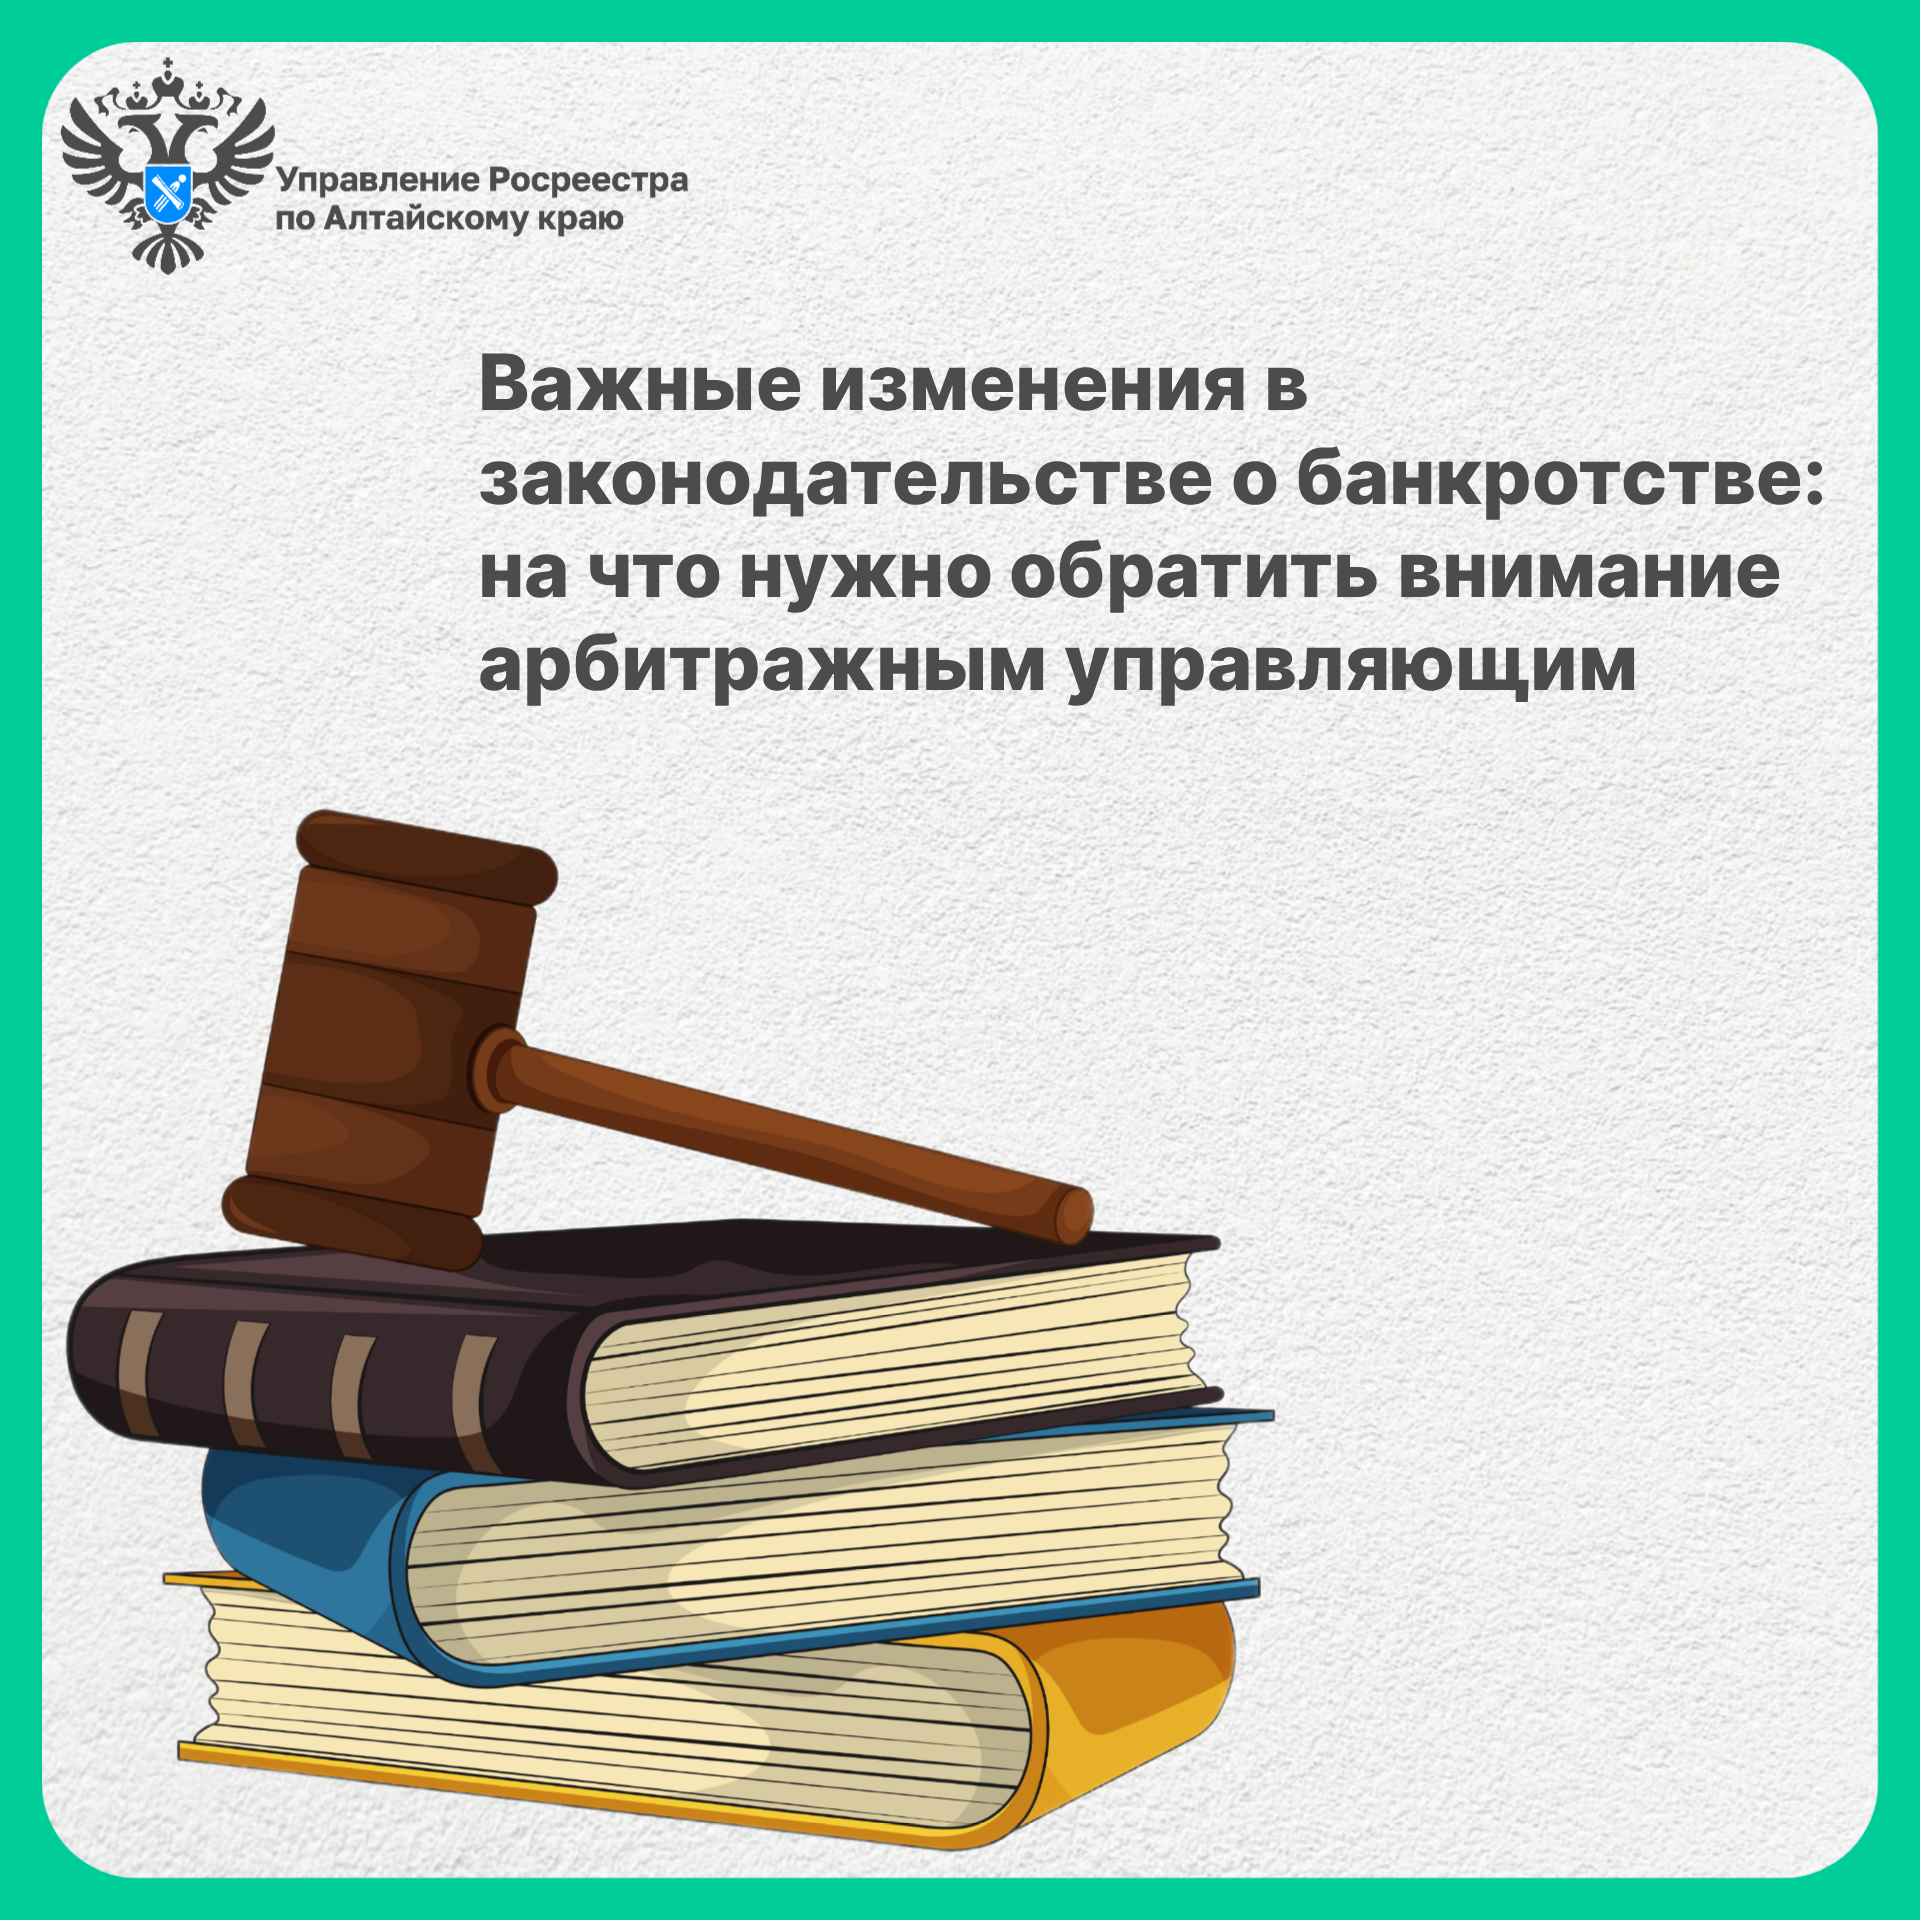 Управление Росреестра
по Алтайскому краю
Важные изменения в
законодательстве о банкротстве:
на что нужно обратить внимание
арбитражным управляющим